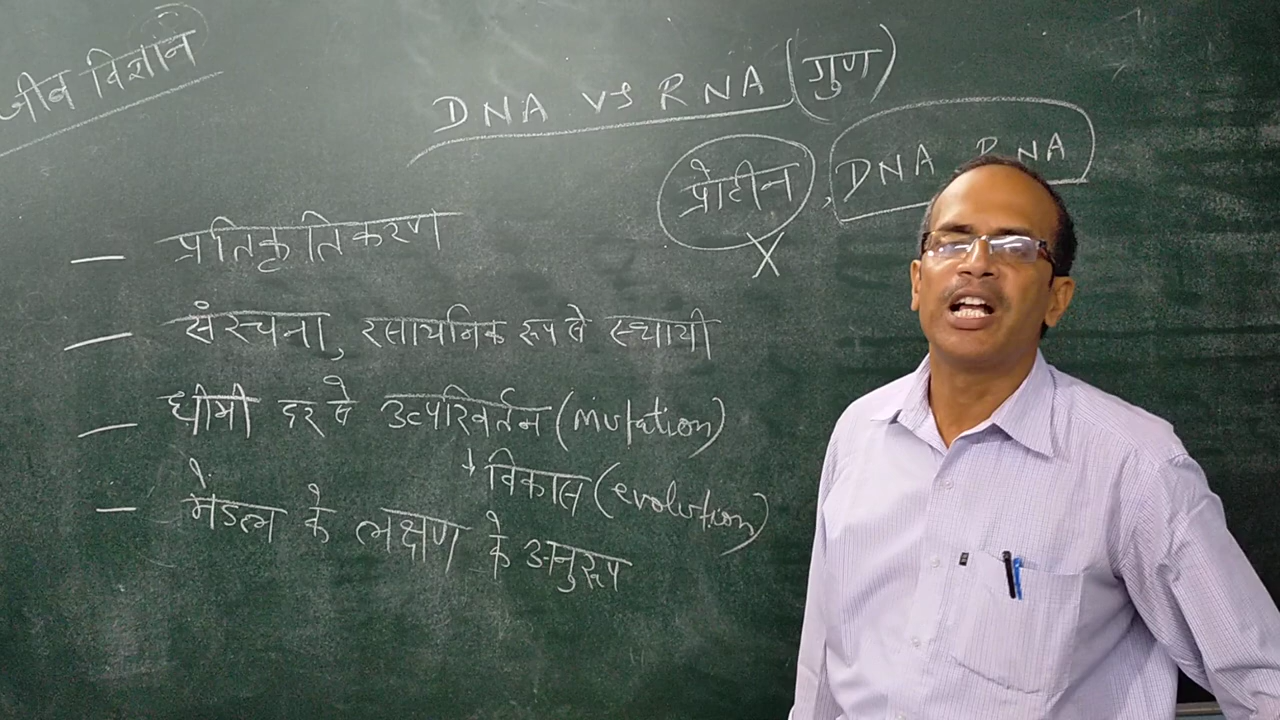 जीव विज्ञान
DNA vs RNA (गुण)
प्रोटीन, DNA RNA
X
— प्रतिकृतिकरण
— संरचना, रसायनिक रूप से स्थायी
— धीमी दर से उत्परिवर्तन (mutation)
↓ विकास (evolution)
— मेंडल के लक्षण के अनुरूप